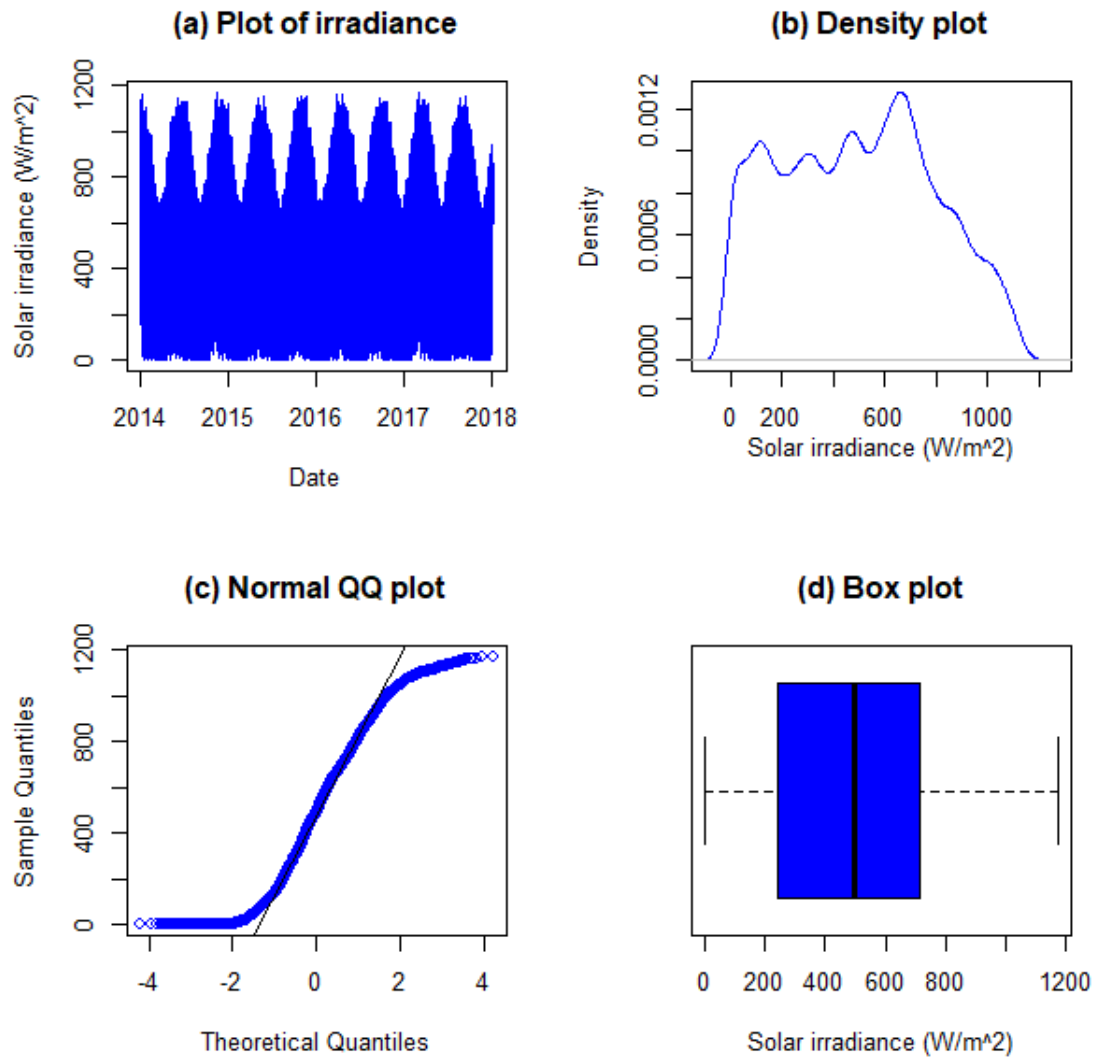 (a) Plot of irradiance
Solar irradiance (W/m^2)
1200
800
400
0
2014 2015 2016 2017 2018
Date
(b) Density plot
Density
0.0012
0.0006
0.0000
0 200 600 1000
Solar irradiance (W/m^2)
(c) Normal QQ plot
Sample Quantiles
1200
800
400
0
-4 -2 0 2 4
Theoretical Quantiles
(d) Box plot
0 200 400 600 800 1200
Solar irradiance (W/m^2)